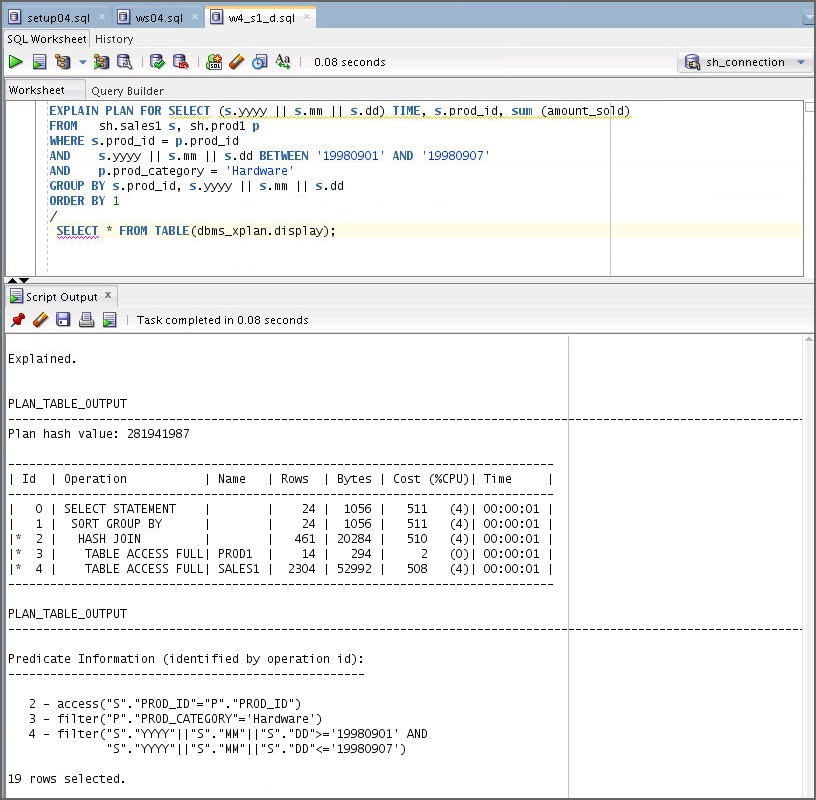 setup04.sql ws04.sql w4_s1_d.sql
SQL Worksheet History
0.08 seconds sh_connection
Worksheet Query Builder
EXPLAIN PLAN FOR SELECT (s.yyyy || s.mm || s.dd) TIME, s.prod_id, sum (amount_sold)
FROM   sh.sales1 s, sh.prod1 p
WHERE s.prod_id = p.prod_id
AND    s.yyyy || s.mm || s.dd BETWEEN '19980901' AND '19980907'
AND    p.prod_category = 'Hardware'
GROUP BY s.prod_id, s.yyyy || s.mm || s.dd
ORDER BY 1
/
SELECT * FROM TABLE(dbms_xplan.display);
Script Output x
Task completed in 0.08 seconds
Explained.
PLAN_TABLE_OUTPUT
--------------------------------------------------------------------------------
Plan hash value: 281941987
------------------------------------------------------------------------------
| Id  | Operation           | Name   | Rows  | Bytes | Cost (%CPU)| Time     |
------------------------------------------------------------------------------
|   0 | SELECT STATEMENT    |        |    24 |  1056 |   511   (4)| 00:00:01 |
|   1 |  SORT GROUP BY      |        |    24 |  1056 |   511   (4)| 00:00:01 |
|*  2 |   HASH JOIN         |        |   461 | 20284 |   510   (4)| 00:00:01 |
|*  3 |    TABLE ACCESS FULL| PROD1  |    14 |   294 |     2   (0)| 00:00:01 |
|*  4 |    TABLE ACCESS FULL| SALES1 |  2304 | 52992 |   508   (4)| 00:00:01 |
------------------------------------------------------------------------------
PLAN_TABLE_OUTPUT
--------------------------------------------------------------------------------
Predicate Information (identified by operation id):
---------------------------------------------------
   2 - access("S"."PROD_ID"="P"."PROD_ID")
   3 - filter("P"."PROD_CATEGORY"='Hardware')
   4 - filter("S"."YYYY"||"S"."MM"||"S"."DD">='19980901' AND
              "S"."YYYY"||"S"."MM"||"S"."DD"<='19980907')
19 rows selected.